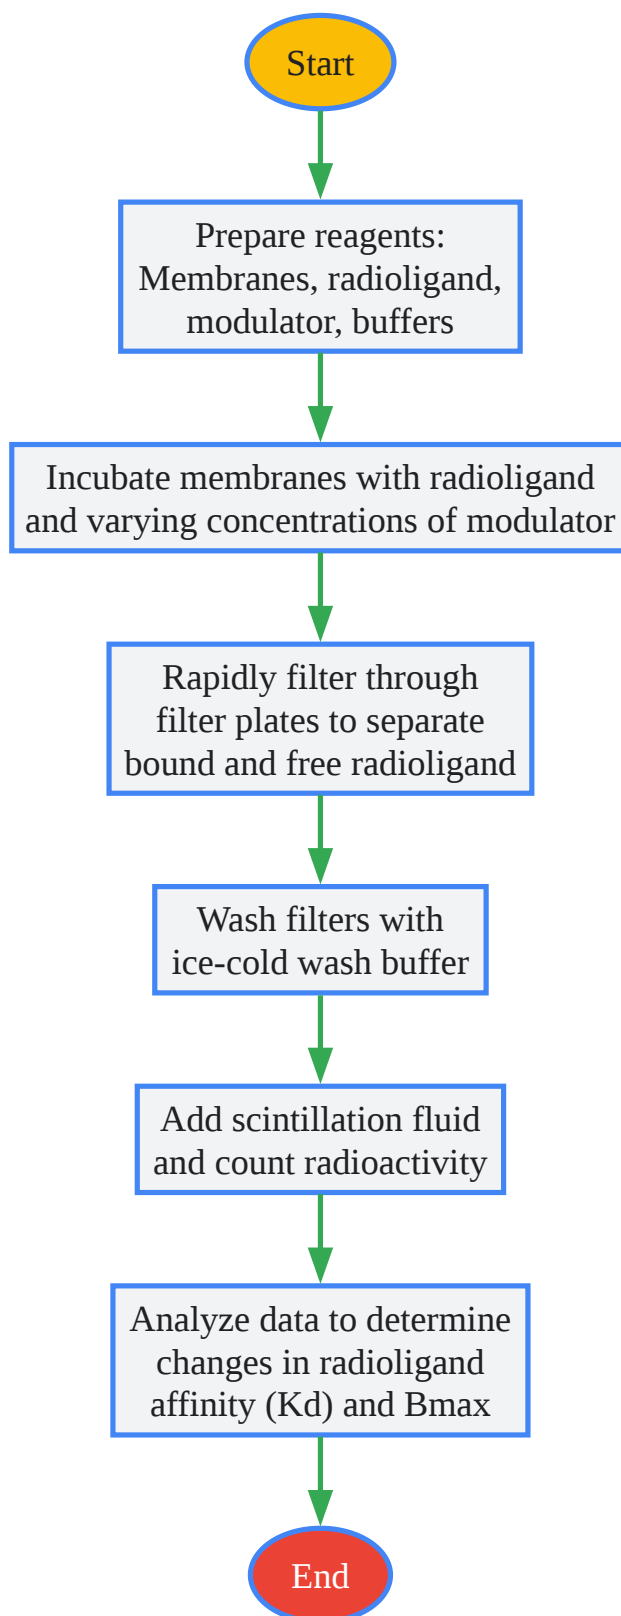 Start
Prepare reagents:
Membranes, radioligand,
modulator, buffers
Incubate membranes with radioligand
and varying concentrations of modulator
Rapidly filter through
filter plates to separate
bound and free radioligand
Wash filters with
ice-cold wash buffer
Add scintillation fluid
and count radioactivity
Analyze data to determine
changes in radioligand
affinity (Kd) and Bmax
End